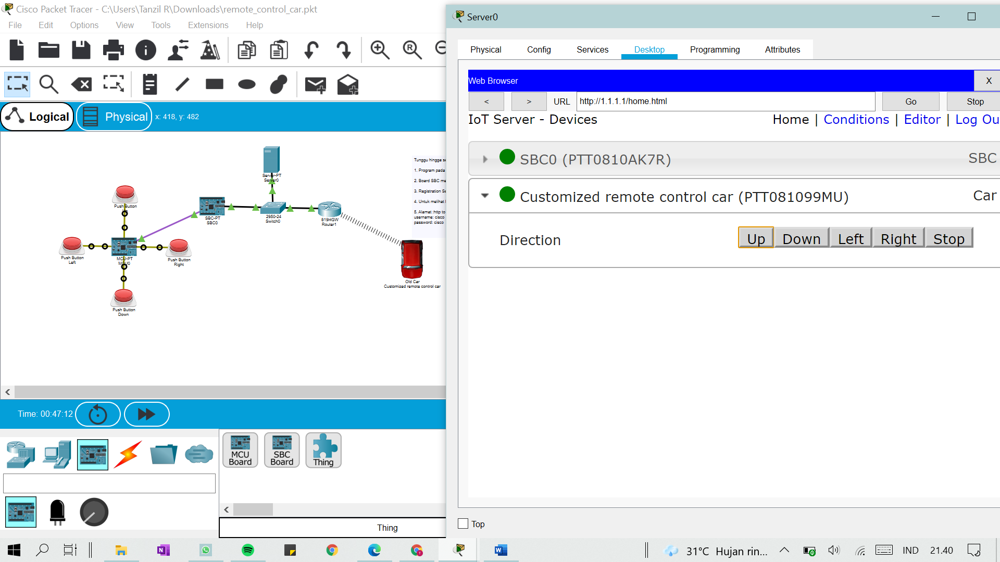 Cisco Packet Tracer - C:\Users\Tanzil R\Downloads\remote_control_car.pkt
File Edit Options View Tools Extensions Help
Logical Physical x: 418, y: 482
Server-PT
Server0
Push Button
SBC-PT
SBC0
2950-24
Switch0
819HGW
Router1
Push Button
Left
MCU-PT
MCU0
Push Button
Right
Push Button
Down
Old Car
Customized remote control car
Tunggu hingga se
1. Program pada
2. Board SBC me
3. Registration Se
4. Untuk melihat
5. Alamat :http to
username: cisco
password: cisco
Time: 00:47:12
MCU
Board
SBC
Board
Thing
Thing
Server0
Physical Config Services Desktop Programming Attributes
Web Browser X
< > URL http://1.1.1.1/home.html Go Stop
IoT Server - Devices Home | Conditions | Editor | Log Ou
SBC0 (PTT0810AK7R) SBC
Customized remote control car (PTT081099MU) Car
Direction Up Down Left Right Stop
Top
31°C Hujan rin... IND 21.40